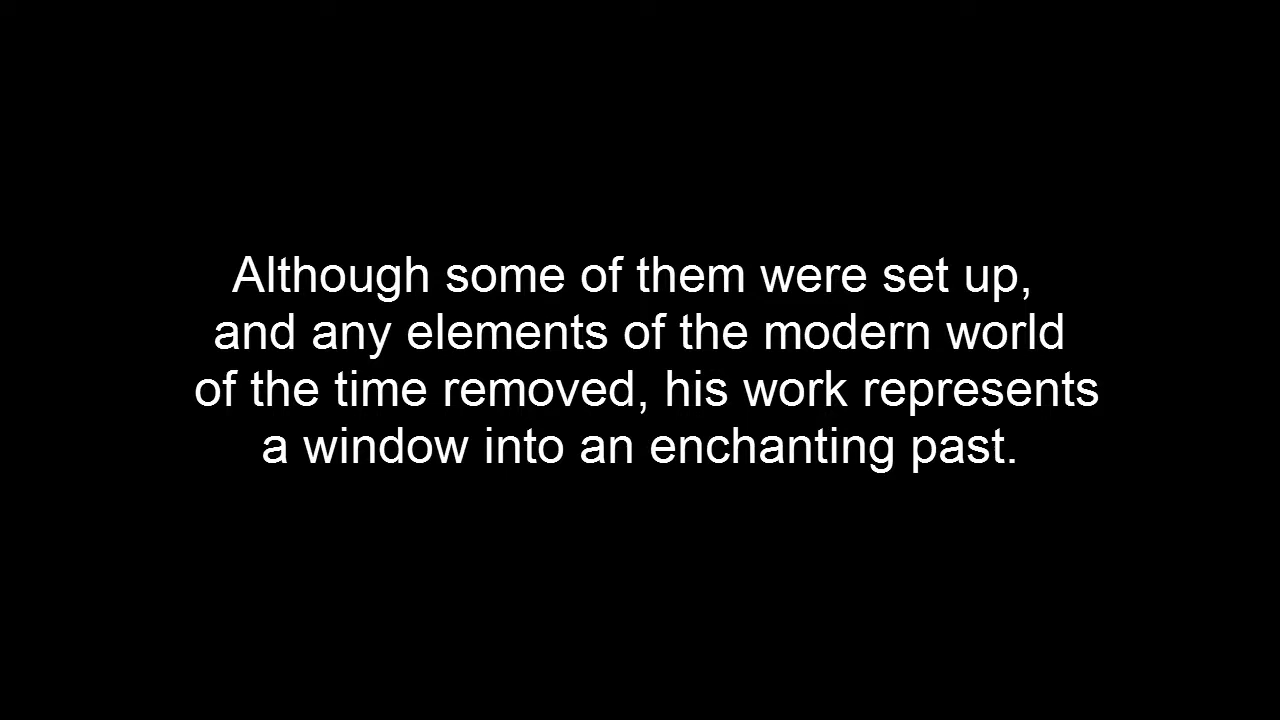 Although some of them were set up,
and any elements of the modern world
of the time removed, his work represents
a window into an enchanting past.